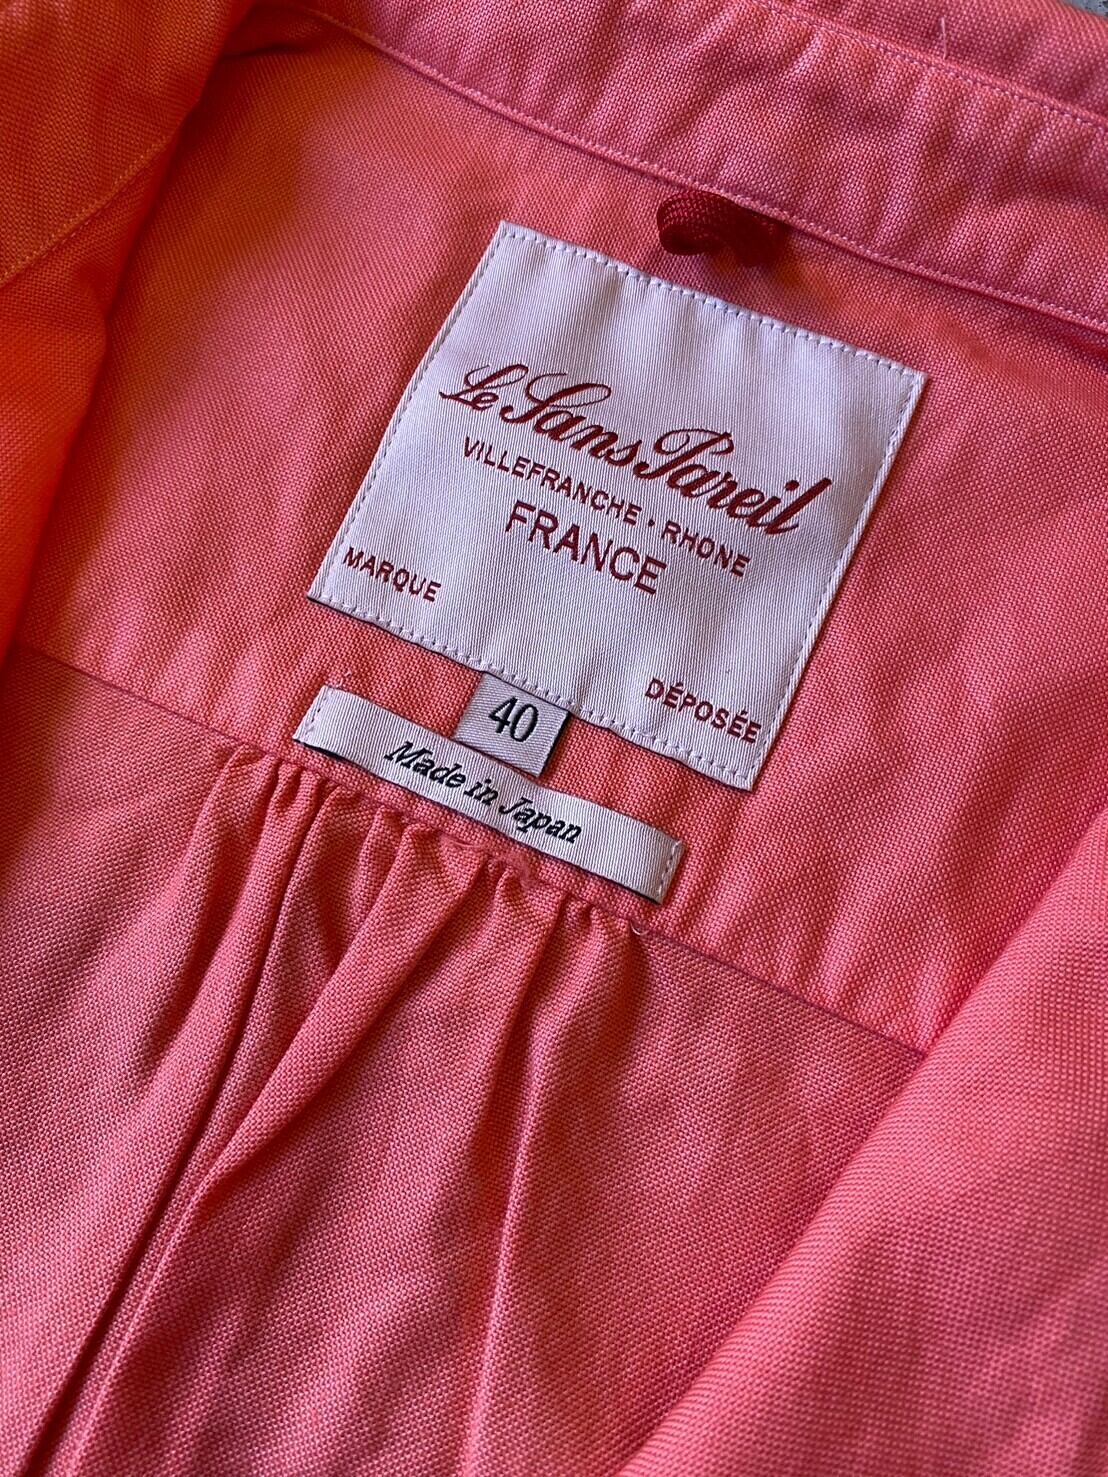 Le Sans Pareil
VILLEFRANCHE · RHONE
FRANCE
MARQUE DÉPOSÉE
40
Made in Japan